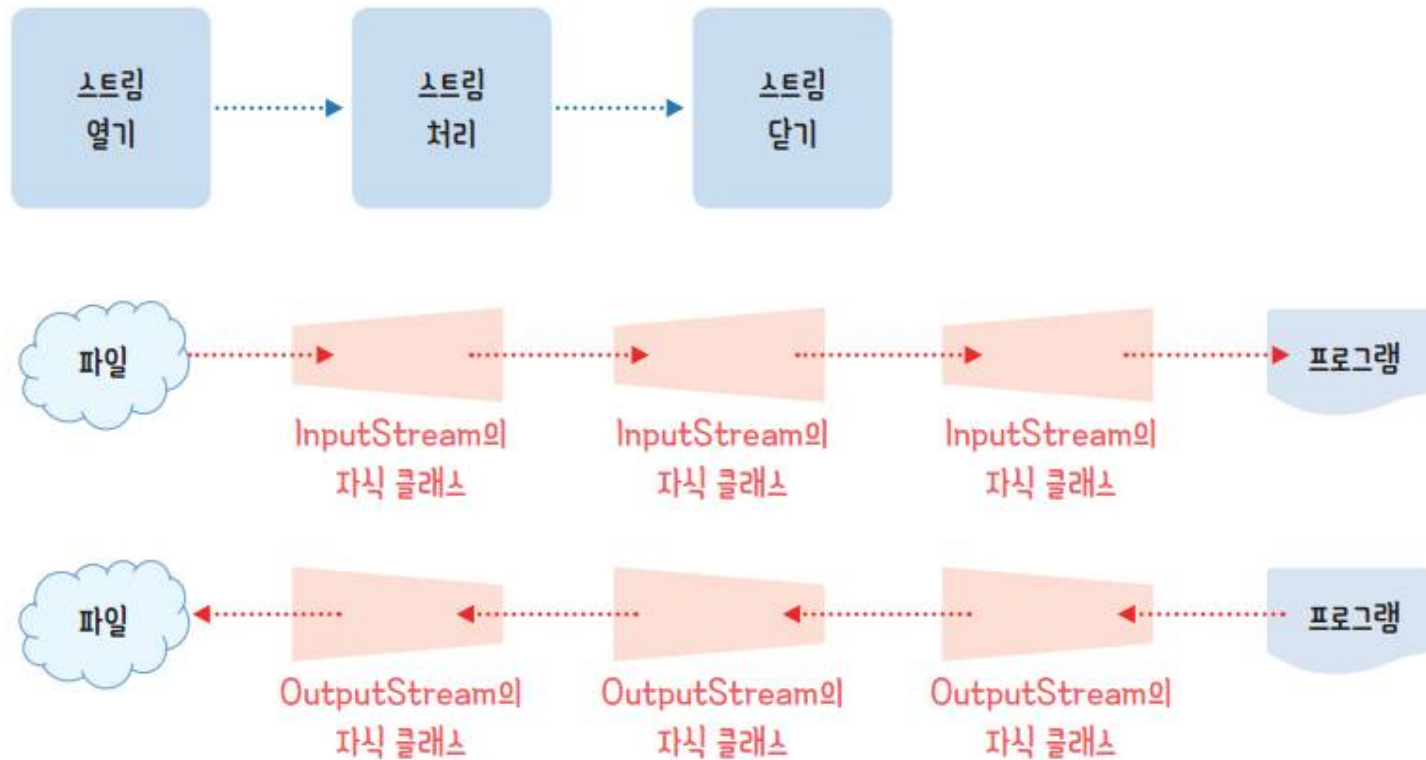 스트림
열기
스트림
처리
스트림
닫기
파일
InputStream의
자식 클래스
InputStream의
자식 클래스
InputStream의
자식 클래스
프로그램
파일
OutputStream의
자식 클래스
OutputStream의
자식 클래스
OutputStream의
자식 클래스
프로그램